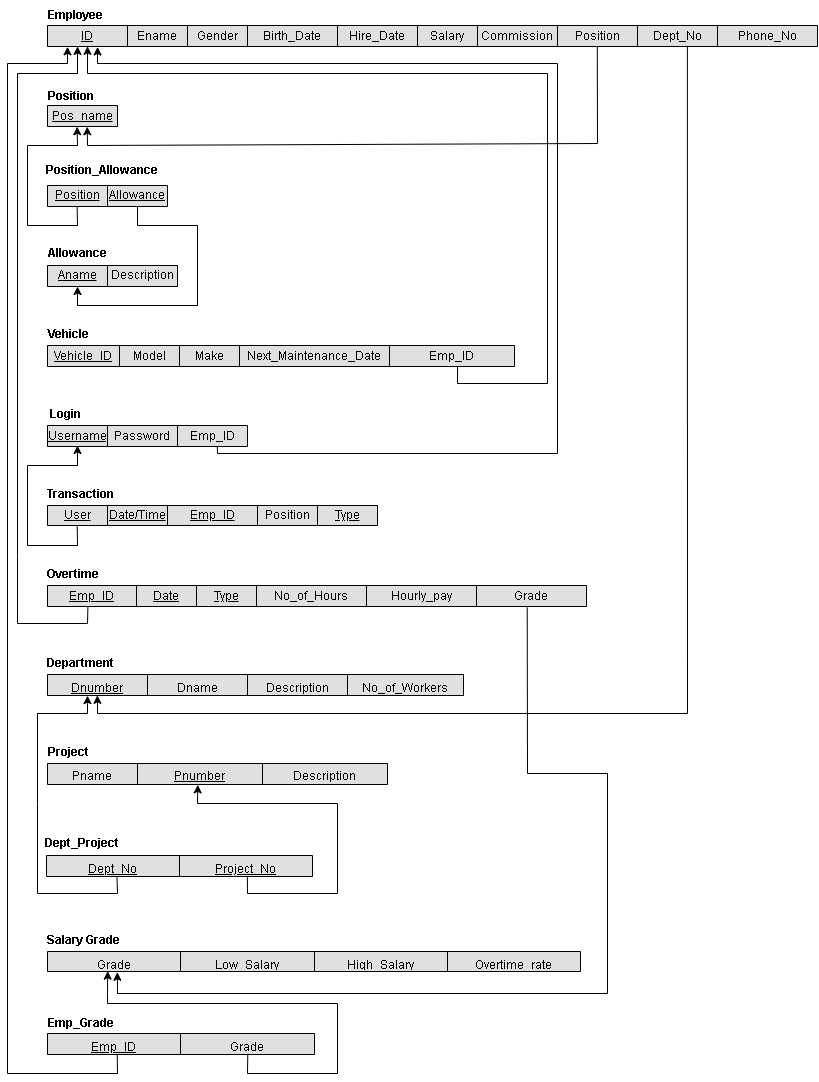 Employee
ID Ename Gender Birth_Date Hire_Date Salary Commission Position Dept_No Phone_No
Position
Pos_name
Position_Allowance
Position Allowance
Allowance
Aname Description
Vehicle
Vehicle_ID Model Make Next_Maintenance_Date Emp_ID
Login
Username Password Emp_ID
Transaction
User Date/Time Emp_ID Position Type
Overtime
Emp_ID Date Type No_of_Hours Hourly_pay Grade
Department
Dnumber Dname Description No_of_Workers
Project
Pname Pnumber Description
Dept_Project
Dept_No Project_No
Salary Grade
Grade Low_Salary High_Salary Overtime_rate
Emp_Grade
Emp_ID Grade